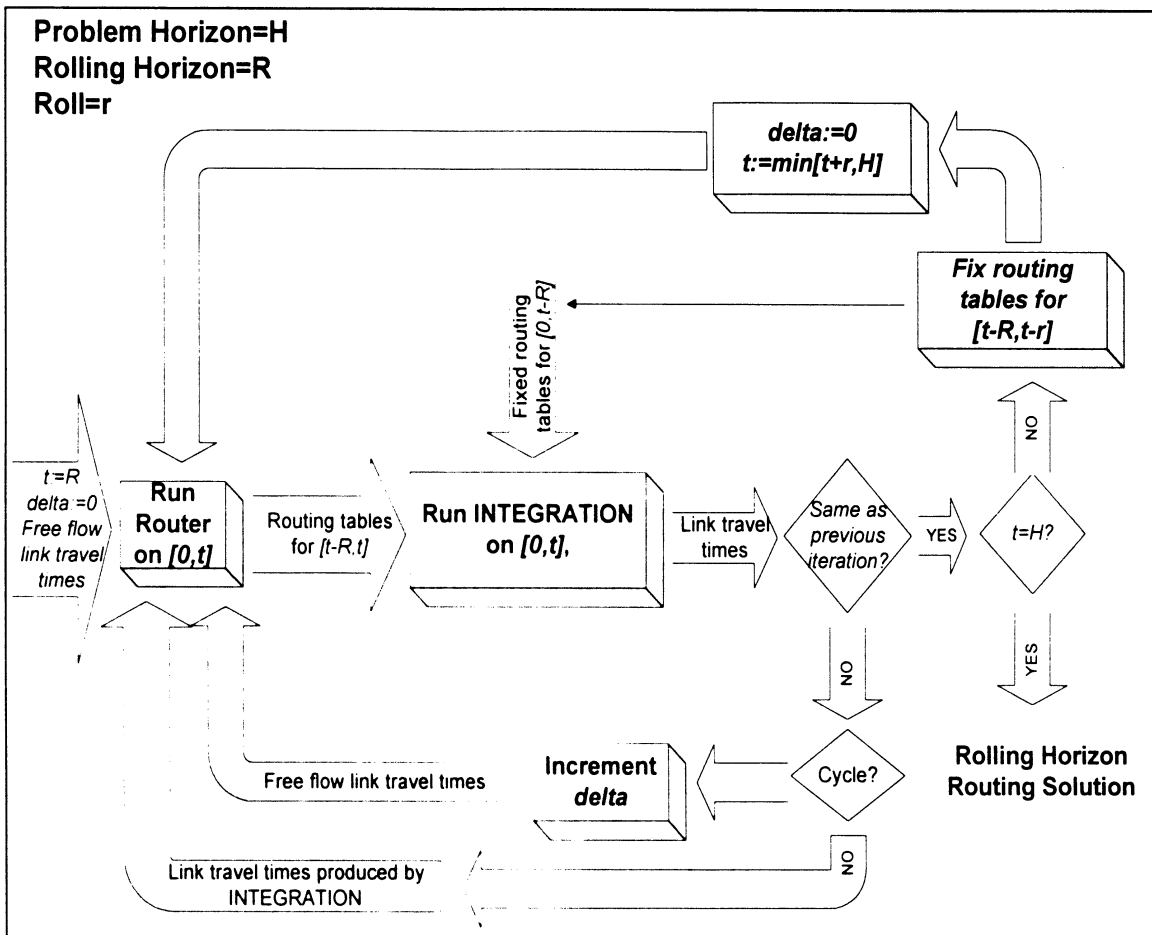 Problem Horizon=H
Rolling Horizon=R
Roll=r
delta:=0
t:=min[t+r,H]
Fix routing
tables for
[t-R,t-r]
Fixed routing
tables for [0,t-R]
t:=R
delta:=0
Free flow
link travel
times
Run
Router
on [0,t]
Routing tables
for [t-R,t]
Run INTEGRATION
on [0,t],
Link travel
times
Same as
previous
iteration?
YES
t=H?
NO
YES
NO
Rolling Horizon
Routing Solution
Cycle?
Increment
delta
Free flow link travel times
NO
Link travel times produced by
INTEGRATION